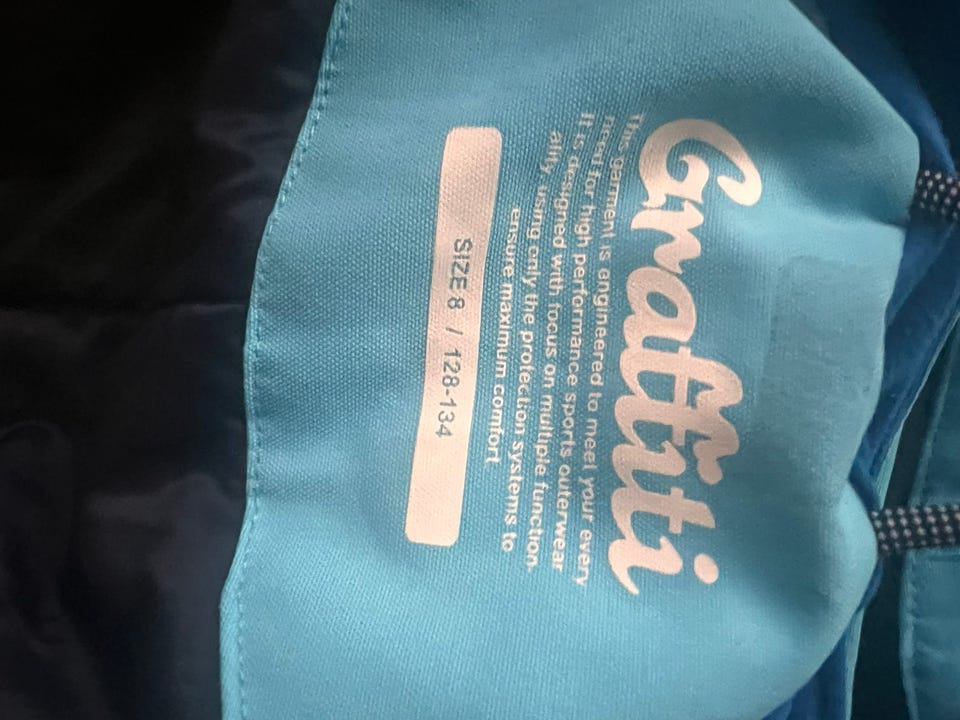 Grattiti
This garment is engineered to meet your every
need for high performance sports outerwear
It is designed with focus on multiple function-
ality, using only the protection systems to
ensure maximum comfort
SIZE 8 / 128-134